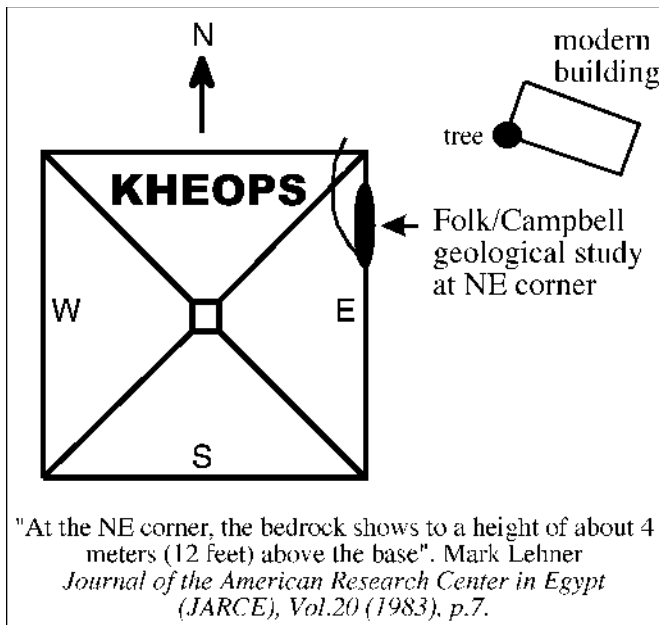 N
modern
building
tree
KHEOPS
Folk/Campbell
geological study
at NE corner
W
E
S
"At the NE corner, the bedrock shows to a height of about 4
meters (12 feet) above the base". Mark Lehner
Journal of the American Research Center in Egypt
(JARCE), Vol.20 (1983), p.7.